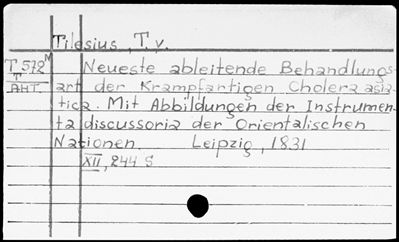 Tilesius, T. v.
T 572 M Neueste ableitende Behandlungs
T art der Krampfartigen Cholera asia-
AHT. tica. Mit Abbildungen der Instrumen-
ta discussoria der Orientalischen
Nationen. Leipzig, 1831
XII, 244 S